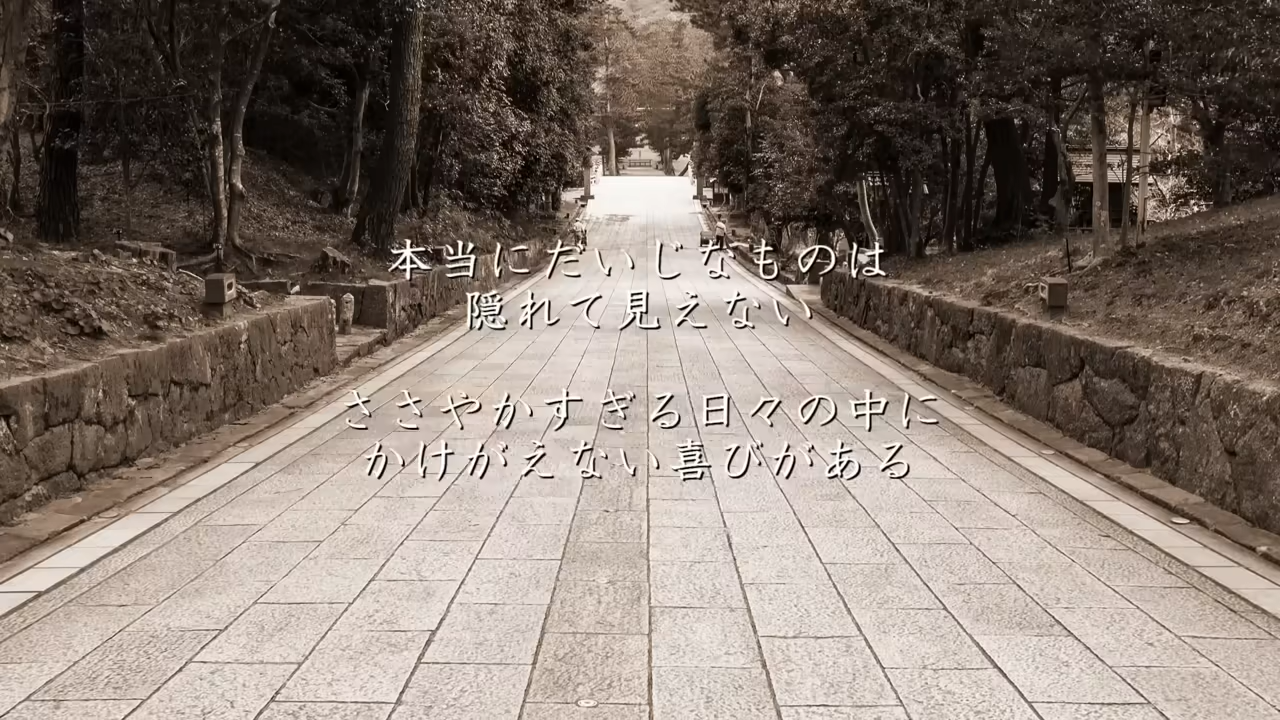 本当にだいじなものは
隠れて見えない
ささやかすぎる日々の中に
かけがえない喜びがある